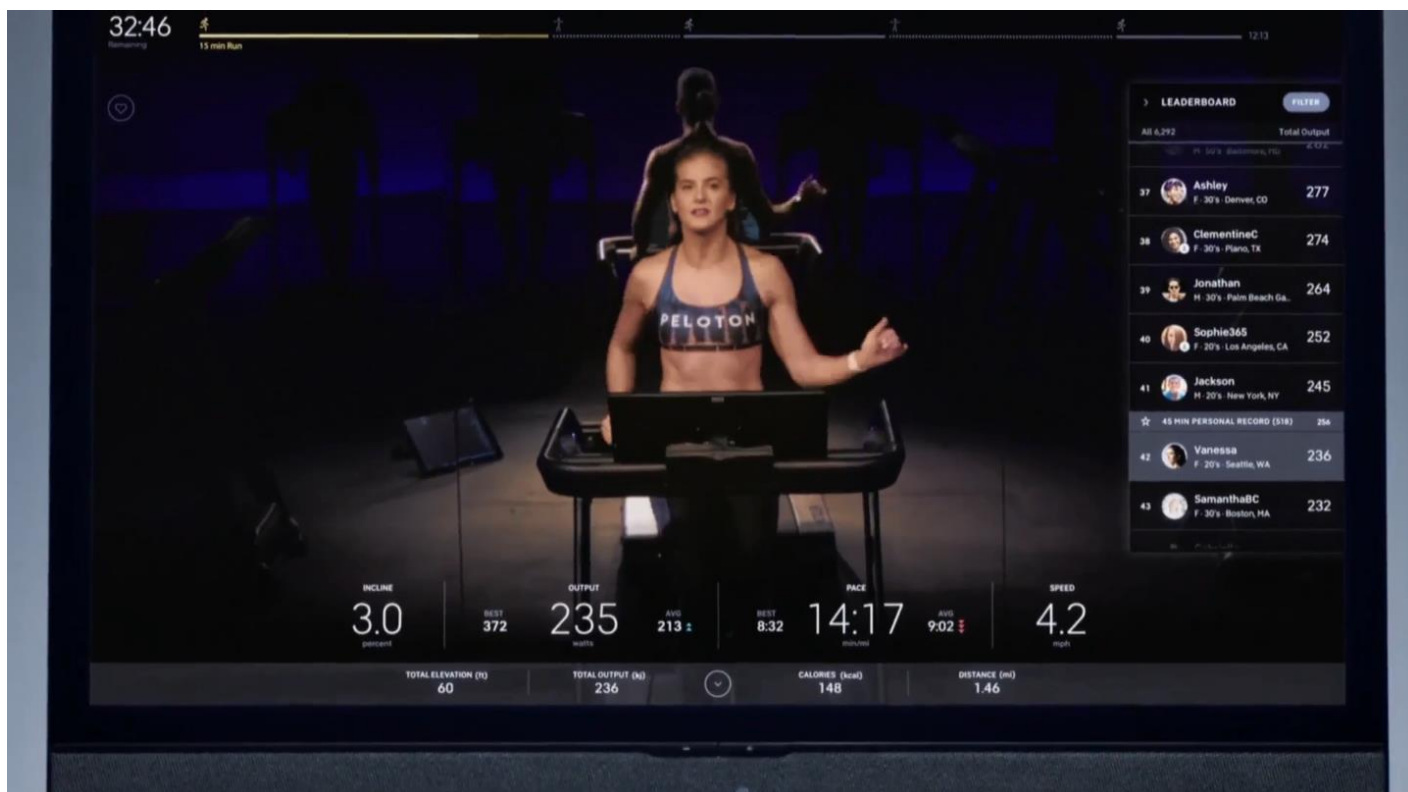 32:46
Remaining
15 min Run
12:13
LEADERBOARD
FILTER
All 6,292 Total Output
M · 50's · Baltimore, MD 282
37 Ashley 277
F · 30's · Denver, CO
38 ClementineC 274
F · 30's · Plano, TX
39 Jonathan 264
M · 30's · Palm Beach Ga..
40 Sophie365 252
F · 20's · Los Angeles, CA
41 Jackson 245
M · 20's · New York, NY
45 MIN PERSONAL RECORD (518) 256
42 Vanessa 236
F · 20's · Seattle, WA
43 SamanthaBC 232
F · 30's · Boston, MA
PELOTON
INCLINE
3.0
percent
OUTPUT
BEST
372
235
watts
AVG
213
PACE
BEST
8:32
14:17
min/mi
AVG
9:02
SPEED
4.2
mph
TOTAL ELEVATION (ft)
60
TOTAL OUTPUT (kj)
236
CALORIES (kcal)
148
DISTANCE (mi)
1.46